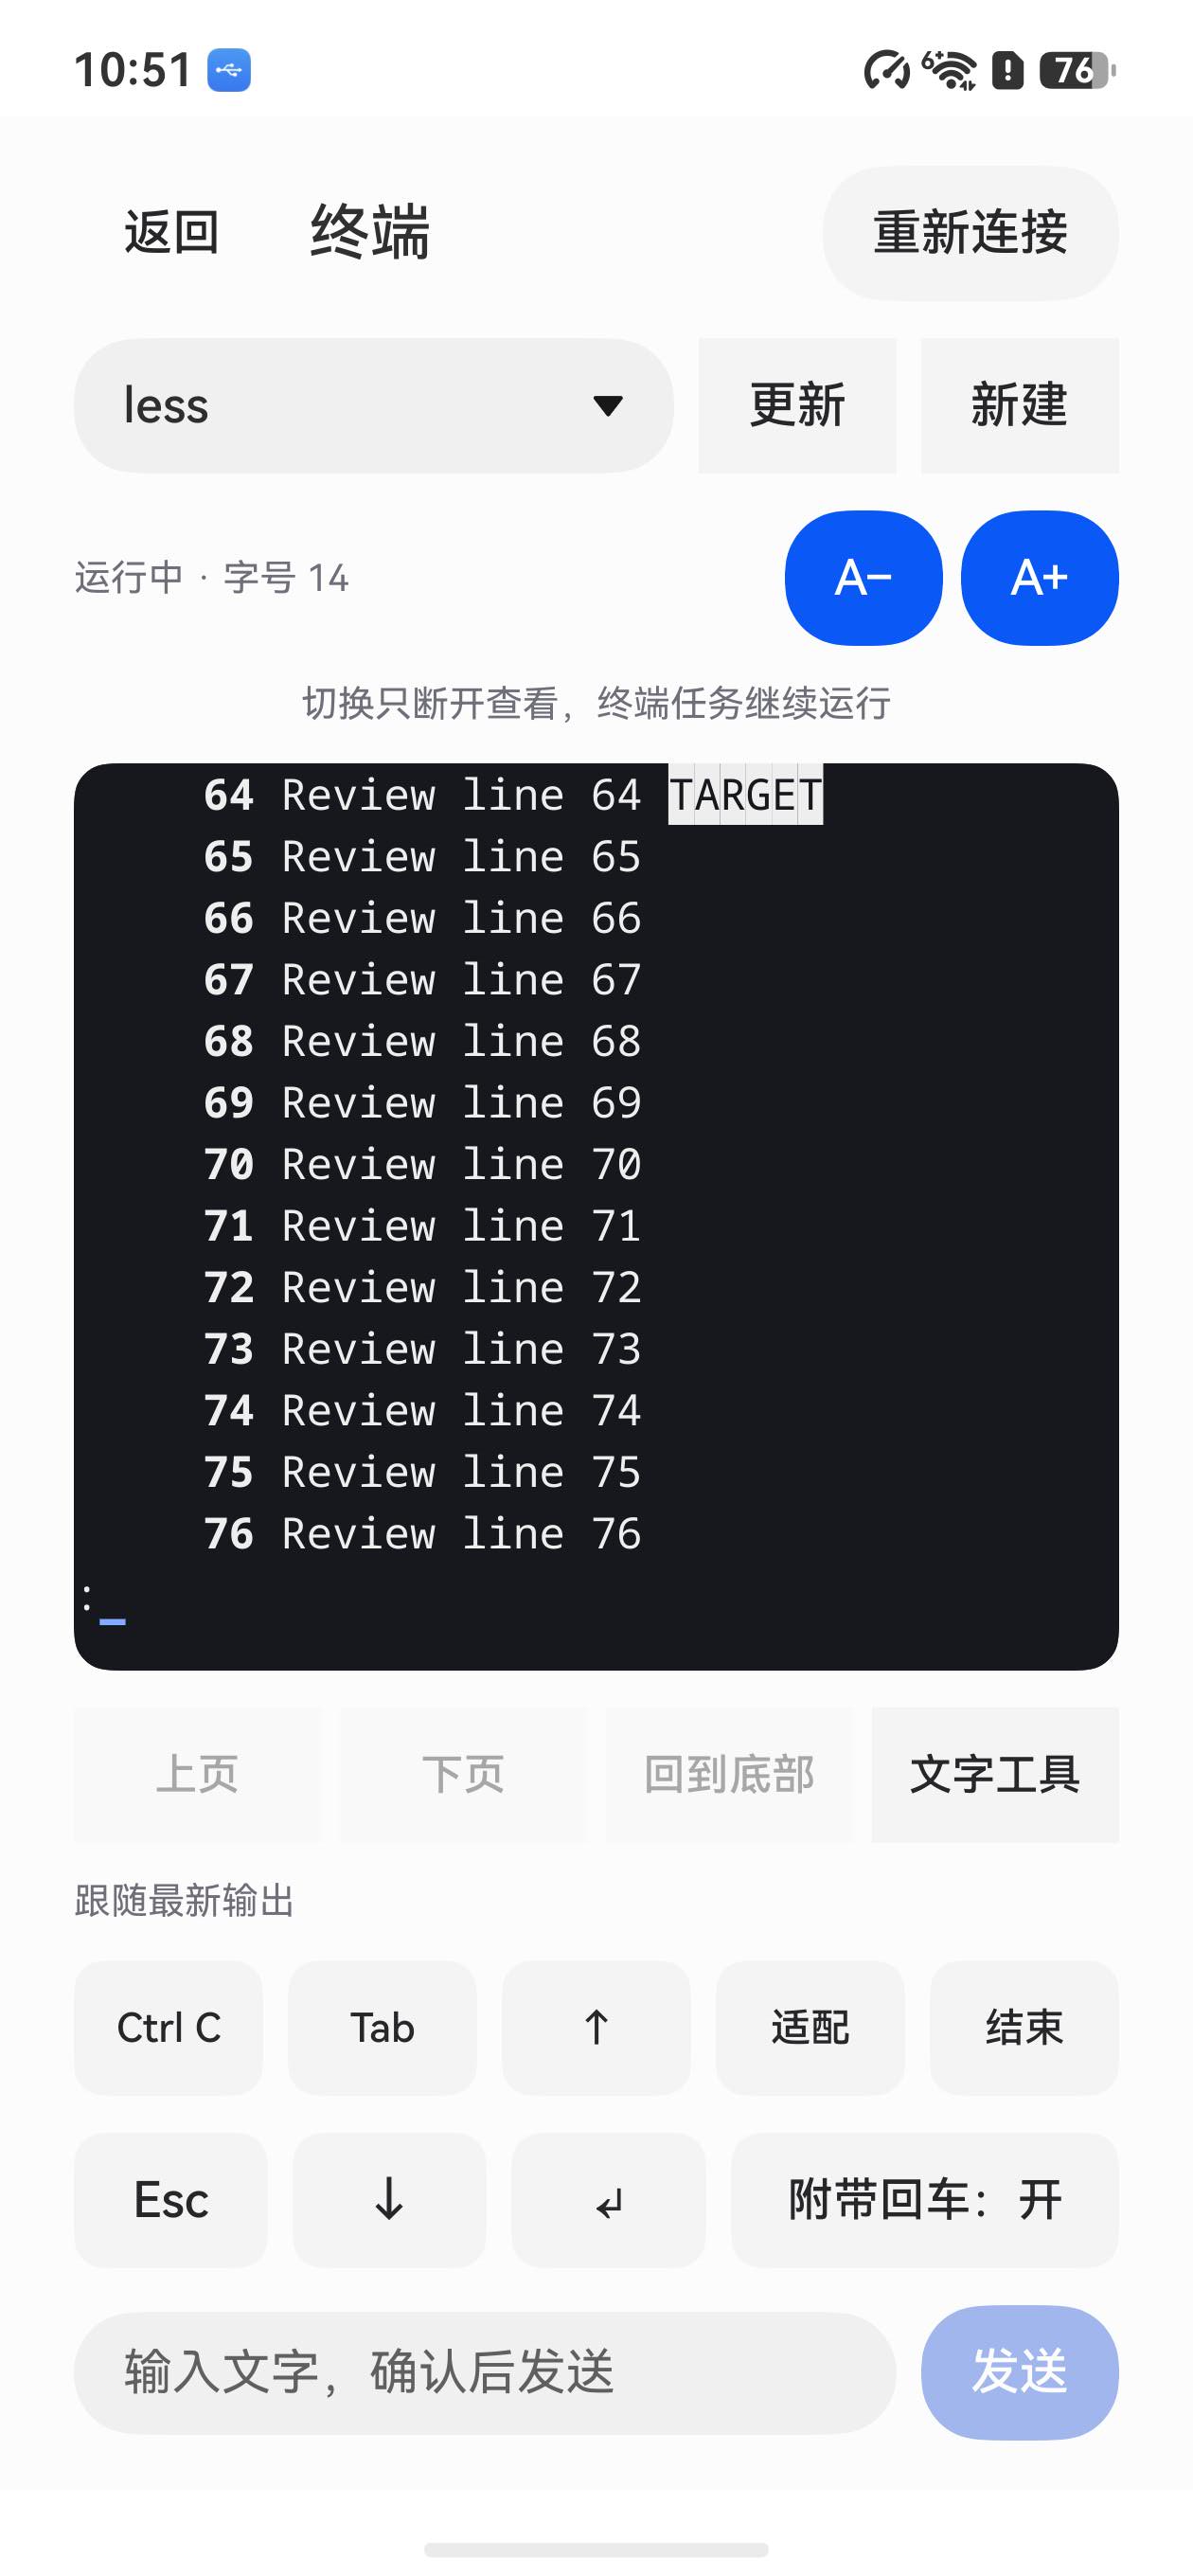 10:51 6+ 76
返回 终端 重新连接
less 更新 新建
运行中 · 字号 14 A− A+
切换只断开查看，终端任务继续运行
64 Review line 64 TARGET
65 Review line 65
66 Review line 66
67 Review line 67
68 Review line 68
69 Review line 69
70 Review line 70
71 Review line 71
72 Review line 72
73 Review line 73
74 Review line 74
75 Review line 75
76 Review line 76
:
上页 下页 回到底部 文字工具
跟随最新输出
Ctrl C Tab ↑ 适配 结束
Esc ↓ ↲ 附带回车：开
输入文字，确认后发送 发送